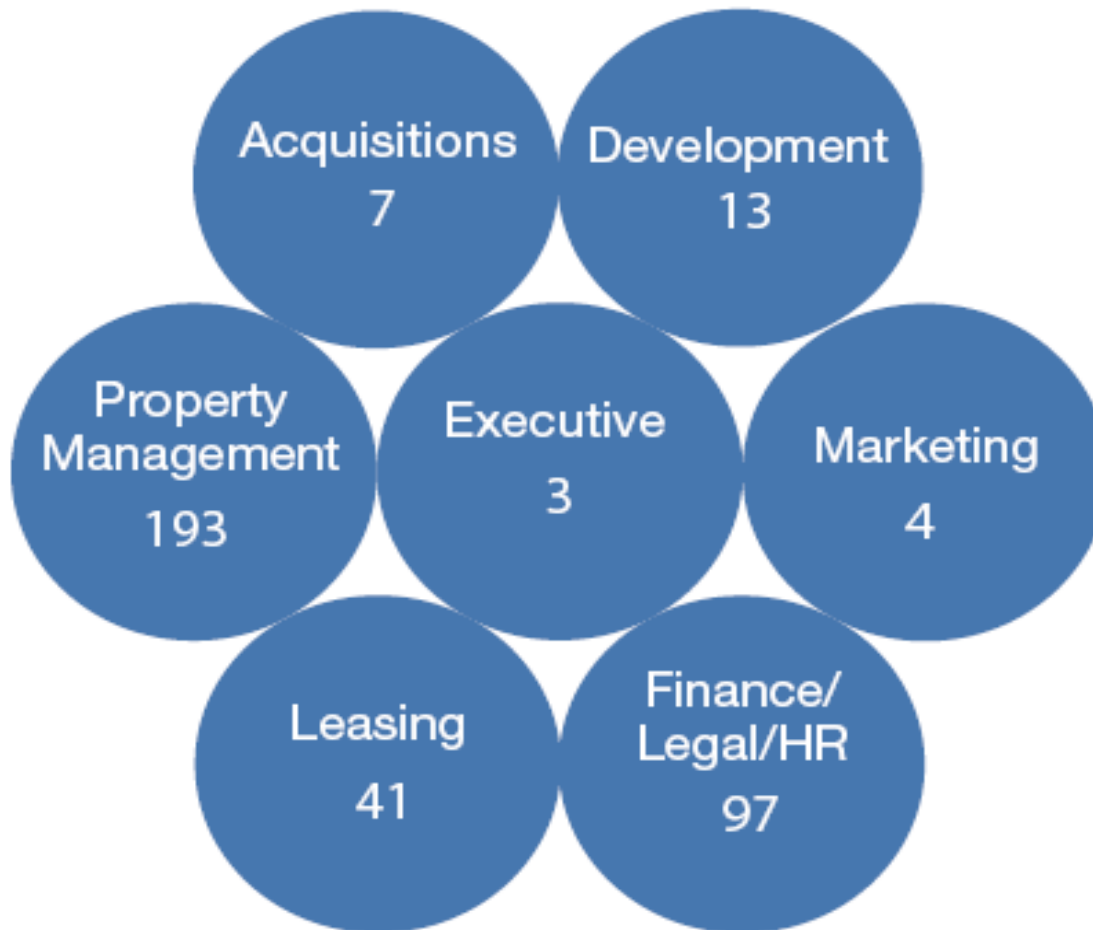 Acquisitions
7
Development
13
Property
Management
193
Executive
3
Marketing
4
Leasing
41
Finance/
Legal/HR
97